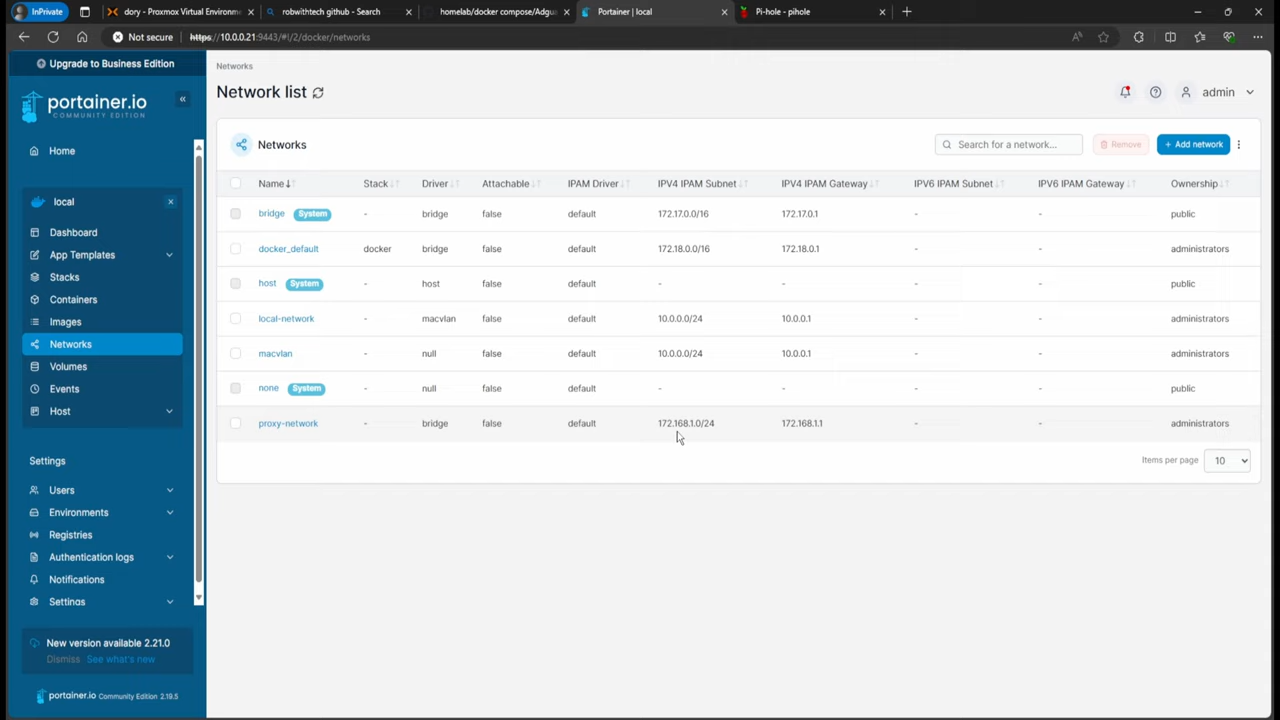 InPrivate
dory - Proxmox Virtual Environm
robwithtech github - Search
homelab/docker compose/Adgua
Portainer | local
Pi-hole - pihole
Not secure https://10.0.0.21:9443/#!/2/docker/networks
Upgrade to Business Edition
portainer.io
COMMUNITY EDITION
Home
local
Dashboard
App Templates
Stacks
Containers
Images
Networks
Volumes
Events
Host
Settings
Users
Environments
Registries
Authentication logs
Notifications
Settings
New version available 2.21.0
Dismiss See what's new
portainer.io Community Edition 2.19.5
Networks
Network list
admin
Networks
Search for a network...
Remove
+ Add network
Name Stack Driver Attachable IPAM Driver IPV4 IPAM Subnet IPV4 IPAM Gateway IPV6 IPAM Subnet IPV6 IPAM Gateway Ownership
bridge System - bridge false default 172.17.0.0/16 172.17.0.1 - - public
docker_default docker bridge false default 172.18.0.0/16 172.18.0.1 - - administrators
host System - host false default - - - - public
local-network - macvlan false default 10.0.0.0/24 10.0.0.1 - - administrators
macvlan - null false default 10.0.0.0/24 10.0.0.1 - - administrators
none System - null false default - - - - public
proxy-network - bridge false default 172.168.1.0/24 172.168.1.1 - - administrators
Items per page 10